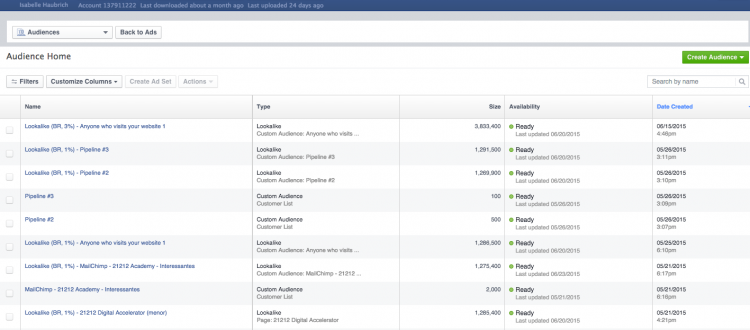 Isabella Haubrich Account 137911222 Last downloaded about a month ago Last uploaded 24 days ago
Audiences Back to Ads
Audience Home
Create Audience
Filters Customize Columns Create Ad Set Actions Search by name
Name Type Size Availability Date Created
Lookalike (BR, 3%) - Anyone who visits your website 1 Lookalike 3,833,400 Ready 06/15/2015
Custom Audience: Anyone who visits ... Last updated 06/20/2015 4:46pm
Lookalike (BR, 1%) - Pipeline #3 Lookalike 1,291,500 Ready 05/26/2015
Custom Audience: Pipeline #3 Last updated 06/20/2015 3:11pm
Lookalike (BR, 1%) - Pipeline #2 Lookalike 1,269,900 Ready 05/26/2015
Custom Audience: Pipeline #2 Last updated 06/20/2015 3:10pm
Pipeline #3 Custom Audience 100 Ready 05/26/2015
Customer List Last updated 05/26/2015 3:09pm
Pipeline #2 Custom Audience 500 Ready 05/26/2015
Customer List Last updated 05/26/2015 3:07pm
Lookalike (BR, 1%) - Anyone who visits your website 1 Lookalike 1,286,500 Ready 05/25/2015
Custom Audience: Anyone who visits ... Last updated 06/20/2015 6:10pm
Lookalike (BR, 1%) - MailChimp - 21212 Academy - Interessantes Lookalike 1,275,400 Ready 05/21/2015
Custom Audience: MailChimp - 21212 ... Last updated 06/23/2015 6:17pm
MailChimp - 21212 Academy - Interessantes Custom Audience 2,000 Ready 05/21/2015
Customer List Last updated 05/21/2015 6:16pm
Lookalike (BR, 1%) - 21212 Digital Accelerator (menor) Lookalike 1,265,400 Ready 05/21/2015
Page: 21212 Digital Accelerator Last updated 06/20/2015 4:21pm